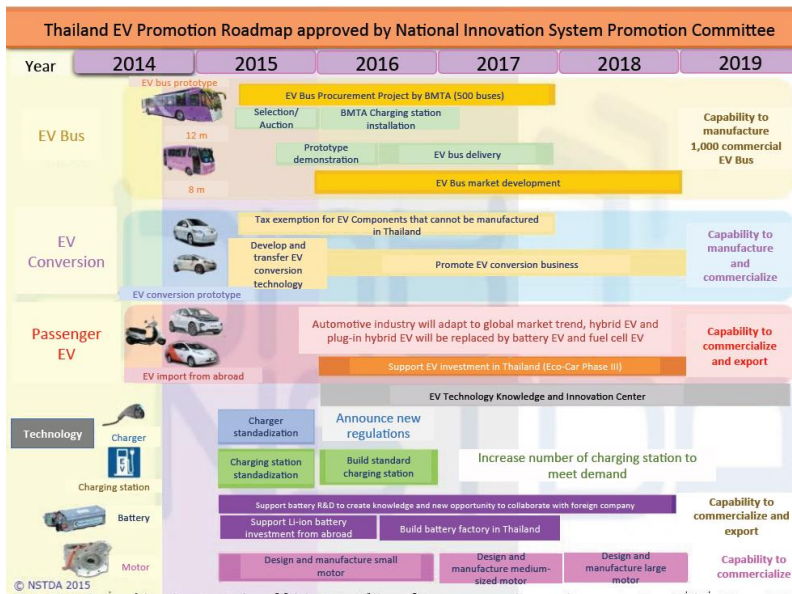 Thailand EV Promotion Roadmap approved by National Innovation System Promotion Committee
Year 2014 2015 2016 2017 2018 2019
EV bus prototype
EV Bus Procurement Project by BMTA (500 buses)
Selection/
Auction
BMTA Charging station
installation
EV Bus
12 m
Prototype
demonstration
EV bus delivery
8 m
EV Bus market development
Capability to
manufacture
1,000 commercial
EV Bus
EV
Conversion
Tax exemption for EV Components that cannot be manufactured
in Thailand
Develop and
transfer EV
conversion
technology
Promote EV conversion business
EV conversion prototype
Capability to
manufacture
and
commercialize
Passenger
EV
Automotive industry will adapt to global market trend, hybrid EV and
plug-in hybrid EV will be replaced by battery EV and fuel cell EV
Support EV investment in Thailand (Eco-Car Phase III)
EV import from abroad
Capability to
commercialize
and export
EV Technology Knowledge and Innovation Center
Technology
Charger
Charger
standadization
Announce new
regulations
EV
Charging station
Charging station
standadization
Build standard
charging station
Increase number of charging station to
meet demand
Battery
Support battery R&D to create knowledge and new opportunity to collaborate with foreign company
Support Li-ion battery
investment from abroad
Build battery factory in Thailand
Capability to
commercialize and
export
Motor
Design and manufacture small
motor
Design and
manufacture medium-
sized motor
Design and
manufacture large
motor
Capability to
commercialize
© NSTDA 2015